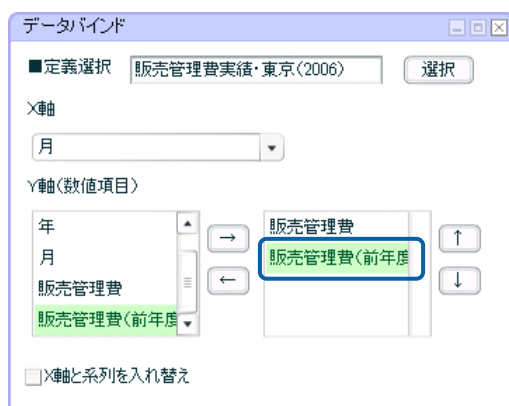 データバインド
■定義選択 販売管理費実績・東京(2006) 選択
X軸
月
Y軸(数値項目)
年
月
販売管理費
販売管理費(前年度
→
←
販売管理費
販売管理費(前年度
↑
↓
X軸と系列を入れ替え